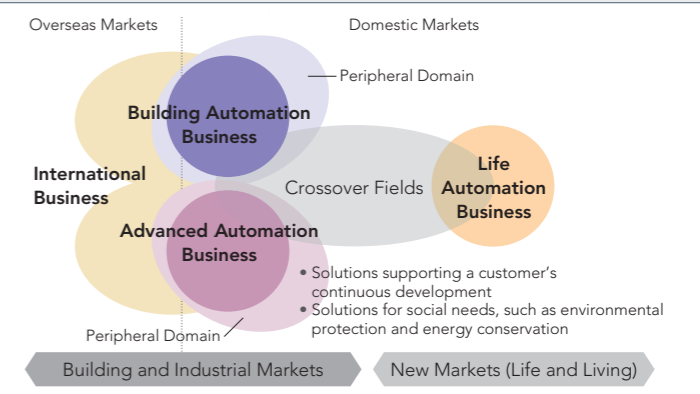 Overseas Markets
Domestic Markets
Peripheral Domain
Building Automation
Business
International
Business
Crossover Fields
Life
Automation
Business
Advanced Automation
Business
• Solutions supporting a customer's
continuous development
• Solutions for social needs, such as environmental
protection and energy conservation
Peripheral Domain
Building and Industrial Markets
New Markets (Life and Living)